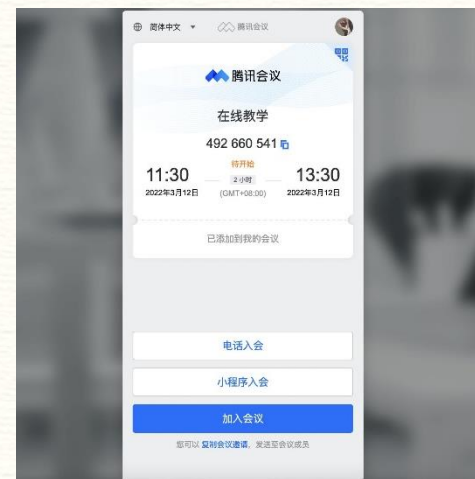 简体中文 腾讯会议
腾讯会议
在线教学
492 660 541
待开始
11:30 2小时 13:30
2022年3月12日 (GMT+08:00) 2022年3月12日
已添加到我的会议
电话入会
小程序入会
加入会议
您可以 复制会议邀请，发送至会议成员